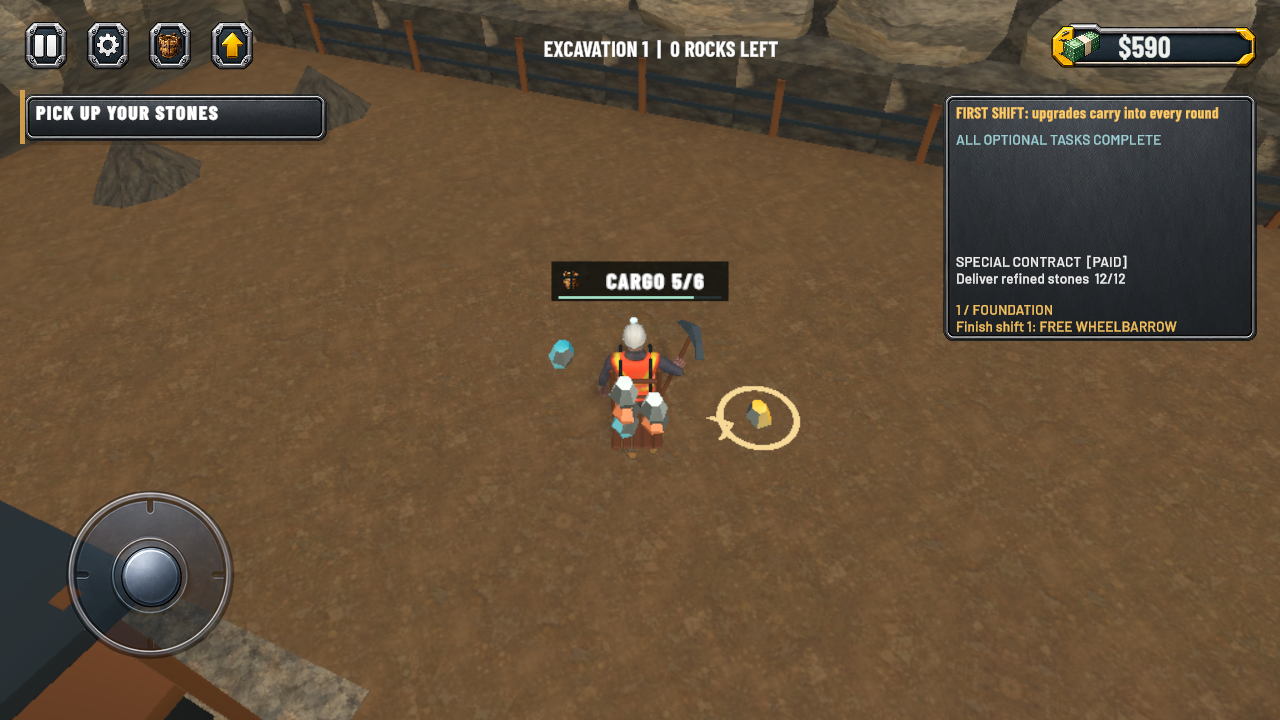 EXCAVATION 1 | 0 ROCKS LEFT
$590
PICK UP YOUR STONES
FIRST SHIFT: upgrades carry into every round
ALL OPTIONAL TASKS COMPLETE
SPECIAL CONTRACT [PAID]
Deliver refined stones 12/12
1 / FOUNDATION
Finish shift 1: FREE WHEELBARROW
CARGO 5/6